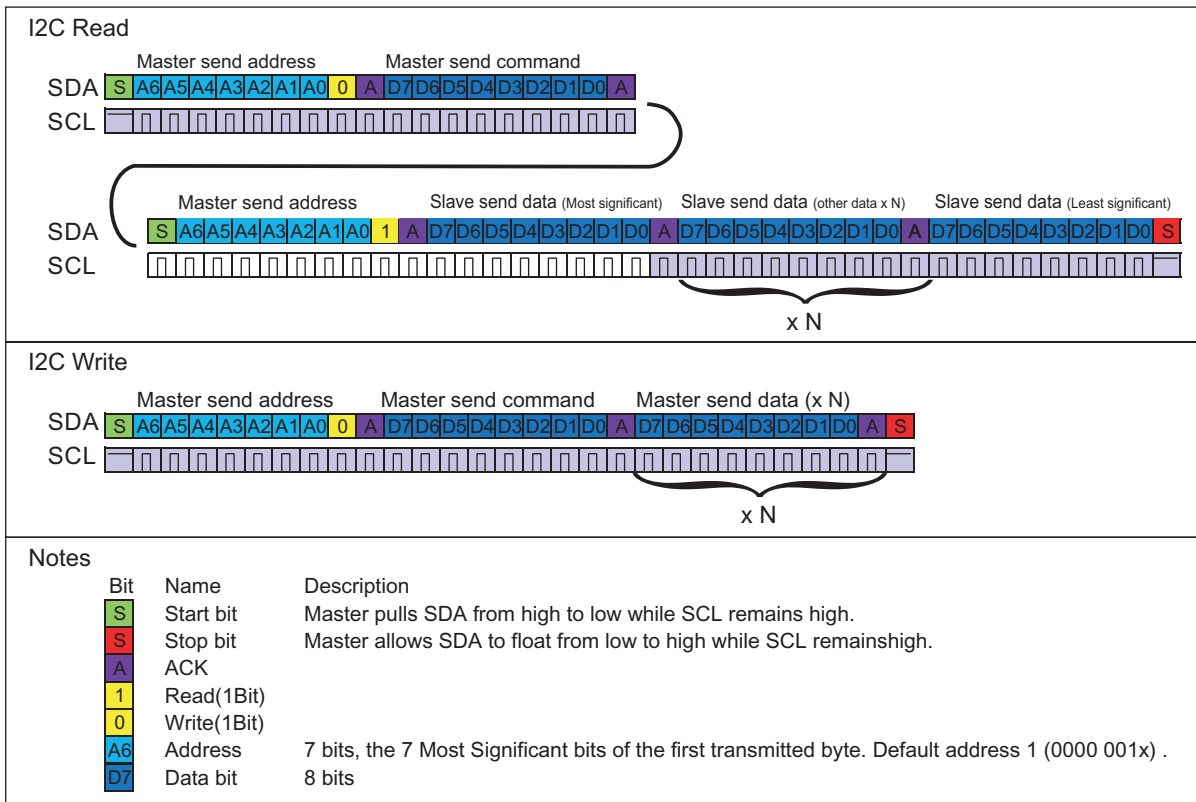 I2C Read
Master send address Master send command
SDA S A6 A5 A4 A3 A2 A1 A0 0 A D7 D6 D5 D4 D3 D2 D1 D0 A
SCL
Master send address Slave send data (Most significant) Slave send data (other data x N) Slave send data (Least significant)
SDA S A6 A5 A4 A3 A2 A1 A0 1 A D7 D6 D5 D4 D3 D2 D1 D0 A D7 D6 D5 D4 D3 D2 D1 D0 A D7 D6 D5 D4 D3 D2 D1 D0 S
SCL
x N
I2C Write
Master send address Master send command Master send data (x N)
SDA S A6 A5 A4 A3 A2 A1 A0 0 A D7 D6 D5 D4 D3 D2 D1 D0 A D7 D6 D5 D4 D3 D2 D1 D0 A S
SCL
x N
Notes
Bit Name Description
S Start bit Master pulls SDA from high to low while SCL remains high.
S Stop bit Master allows SDA to float from low to high while SCL remainshigh.
A ACK
1 Read(1Bit)
0 Write(1Bit)
A6 Address 7 bits, the 7 Most Significant bits of the first transmitted byte. Default address 1 (0000 001x) .
D7 Data bit 8 bits